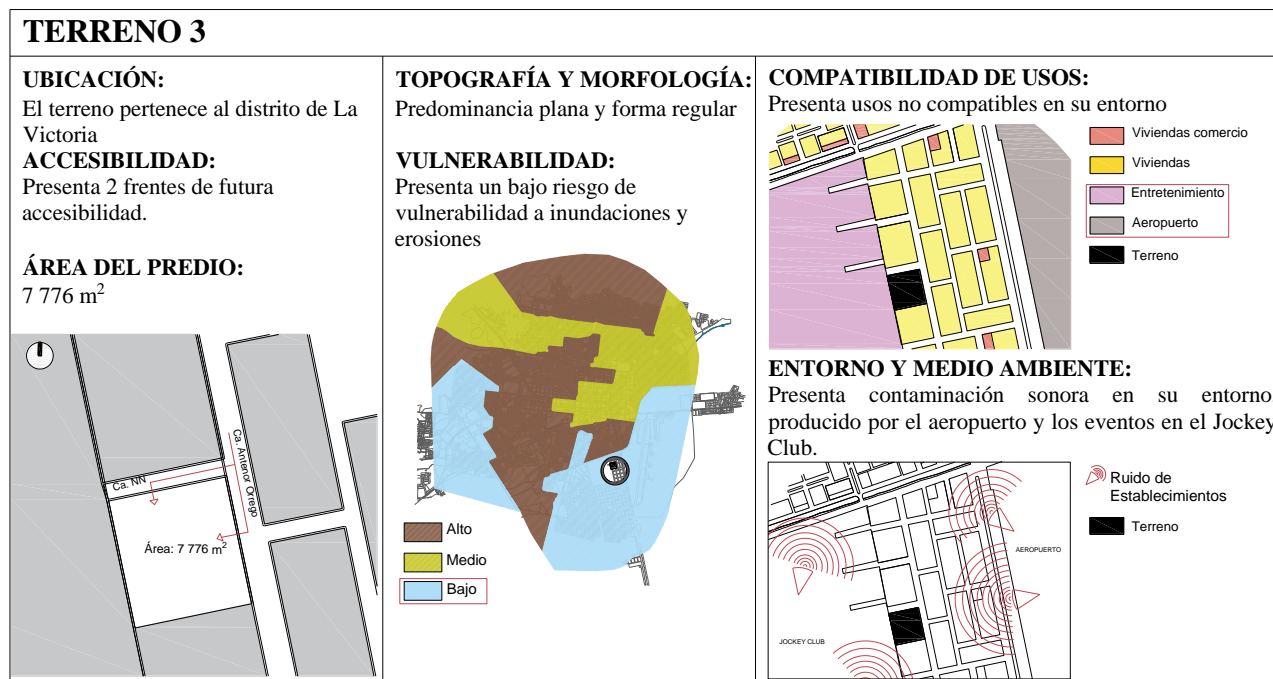 TERRENO 3
UBICACIÓN:
El terreno pertenece al distrito de La
Victoria
ACCESIBILIDAD:
Presenta 2 frentes de futura
accesibilidad.
ÁREA DEL PREDIO:
7 776 m²
Ca. NN
Ca. Antenor Orrego
Área: 7 776 m²
TOPOGRAFÍA Y MORFOLOGÍA:
Predominancia plana y forma regular
VULNERABILIDAD:
Presenta un bajo riesgo de
vulnerabilidad a inundaciones y
erosiones
Alto
Medio
Bajo
COMPATIBILIDAD DE USOS:
Presenta usos no compatibles en su entorno
Viviendas comercio
Viviendas
Entretenimiento
Aeropuerto
Terreno
ENTORNO Y MEDIO AMBIENTE:
Presenta contaminación sonora en su entorno
producido por el aeropuerto y los eventos en el Jockey
Club.
Ruido de
Establecimientos
Terreno
AEROPUERTO
JOCKEY CLUB